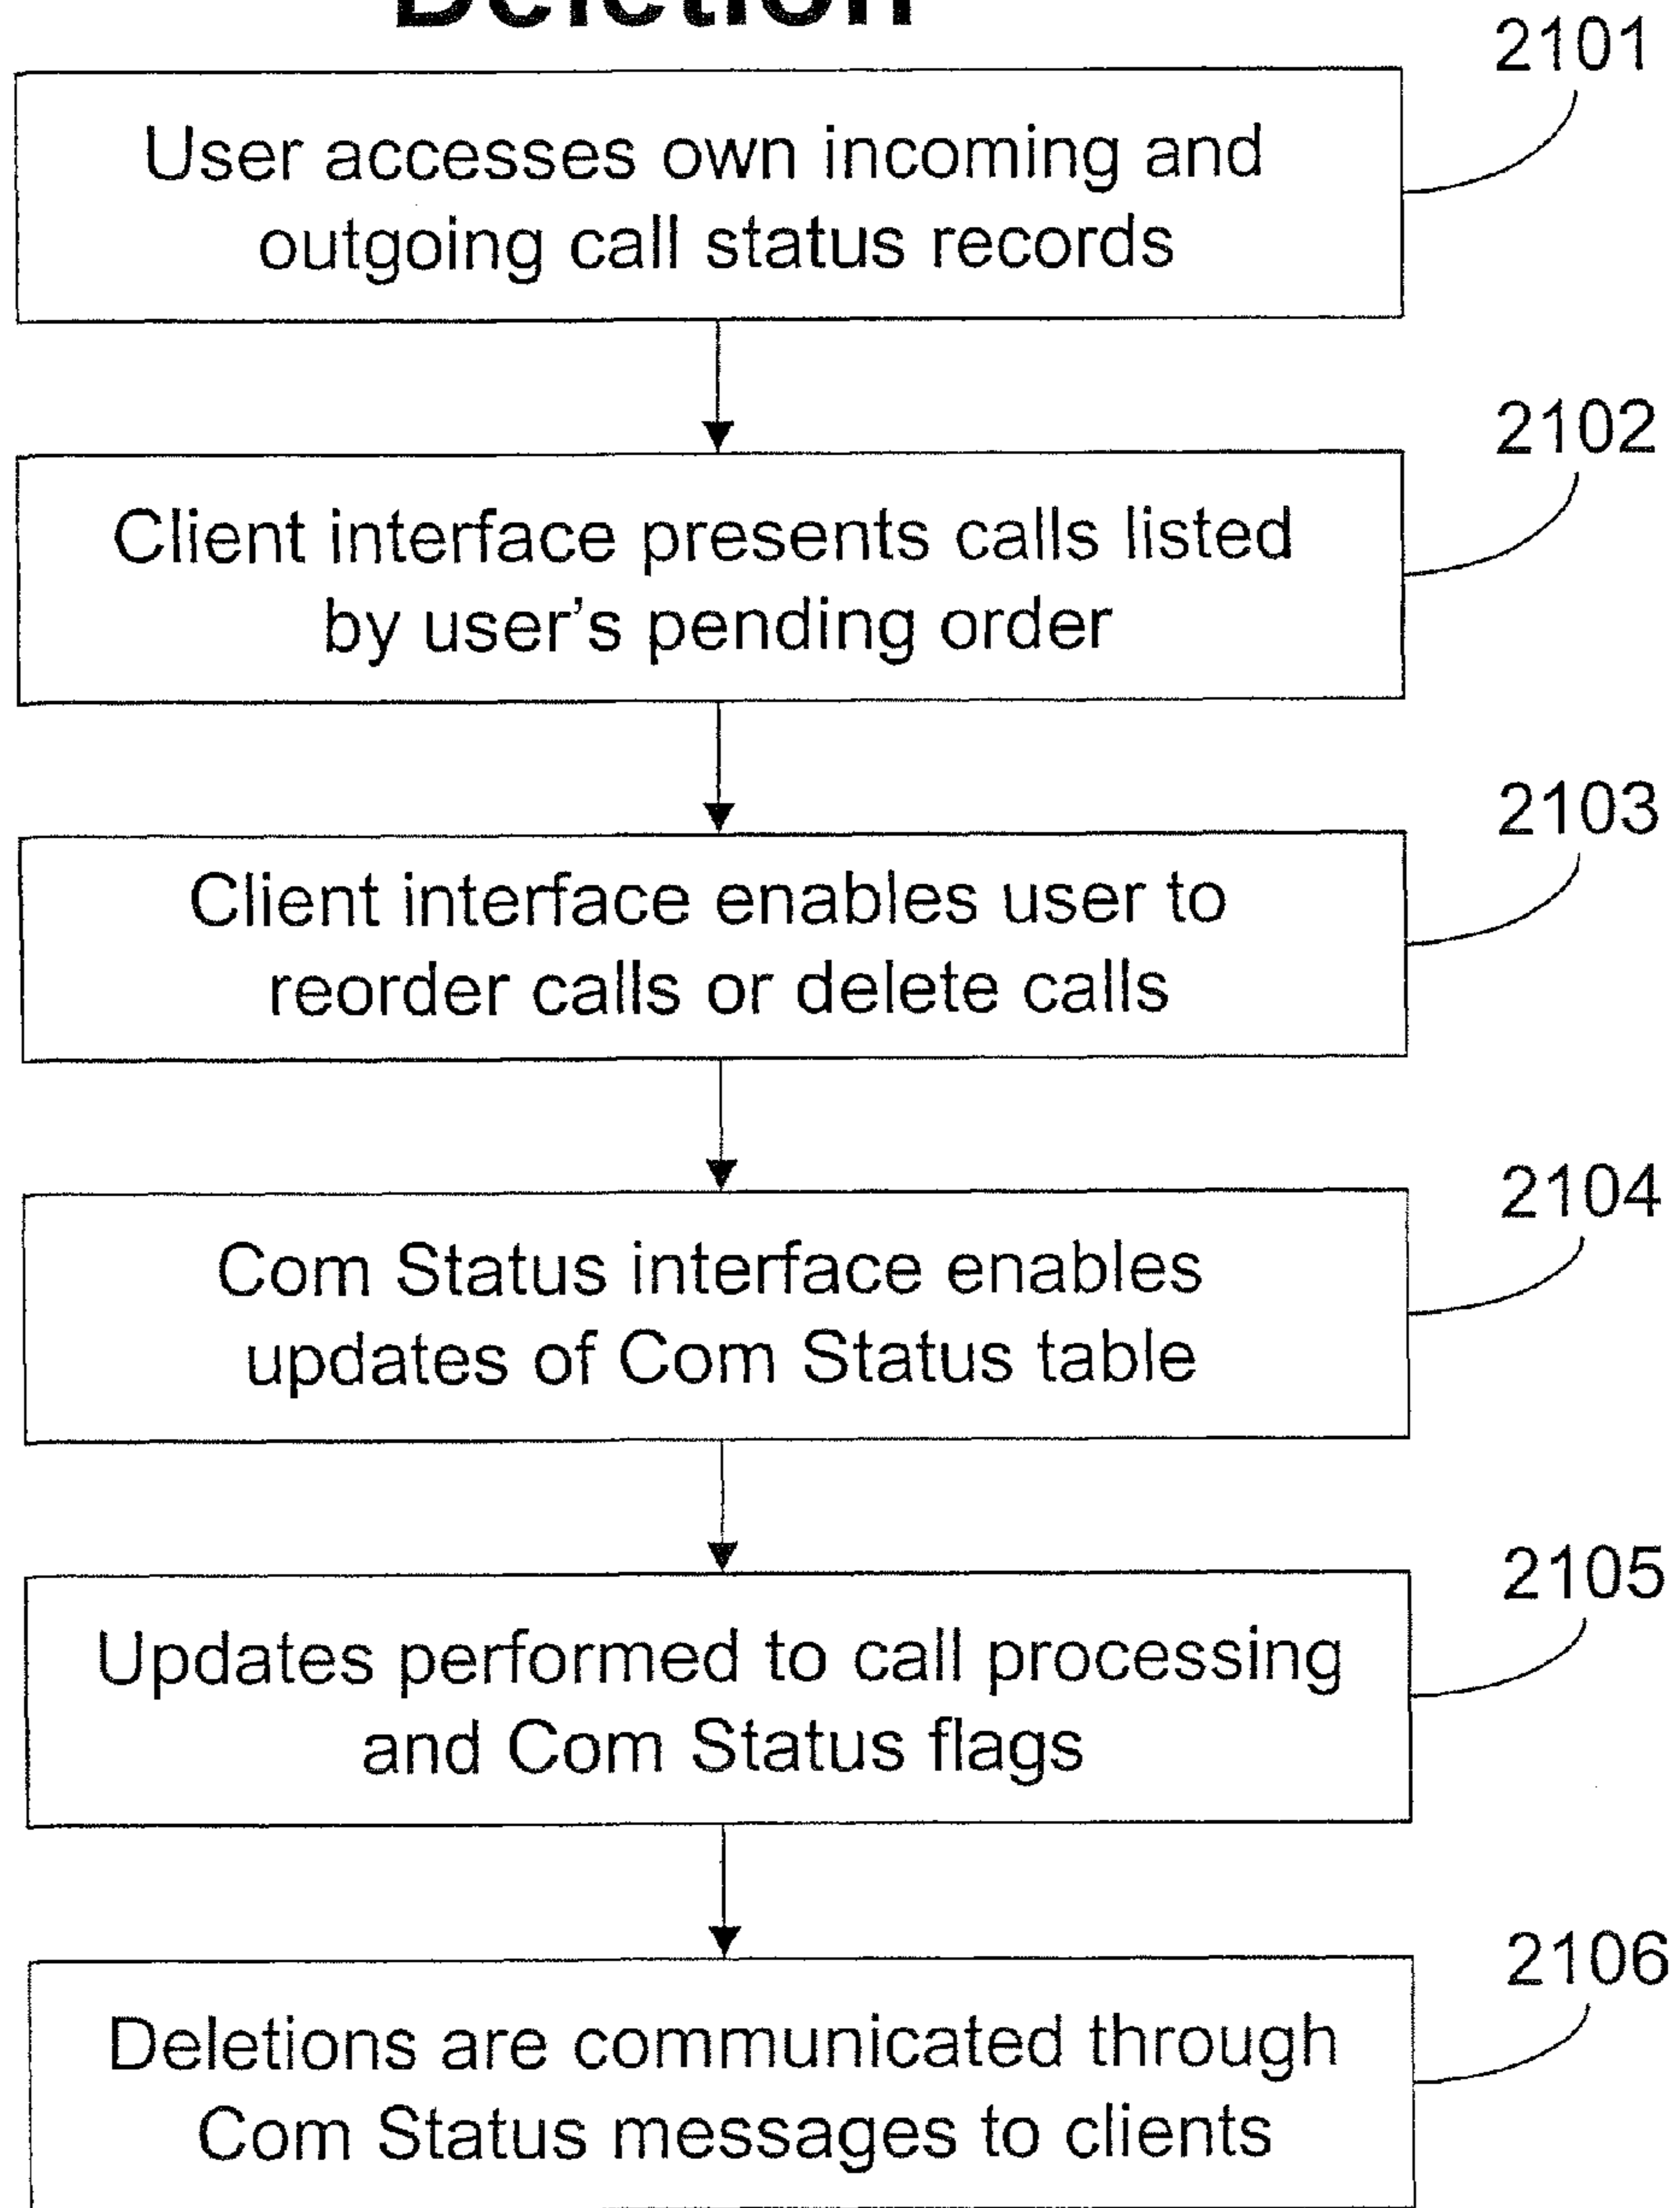 Deletion
2101
User accesses own incoming and
outgoing call status records
2102
Client interface presents calls listed
by user's pending order
2103
Client interface enables user to
reorder calls or delete calls
2104
Com Status interface enables
updates of Com Status table
2105
Updates performed to call processing
and Com Status flags
2106
Deletions are communicated through
Com Status messages to clients